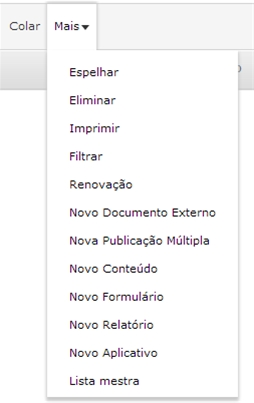 Colar Mais
Espelhar
Eliminar
Imprimir
Filtrar
Renovação
Novo Documento Externo
Nova Publicação Múltipla
Novo Conteúdo
Novo Formulário
Novo Relatório
Novo Aplicativo
Lista mestra